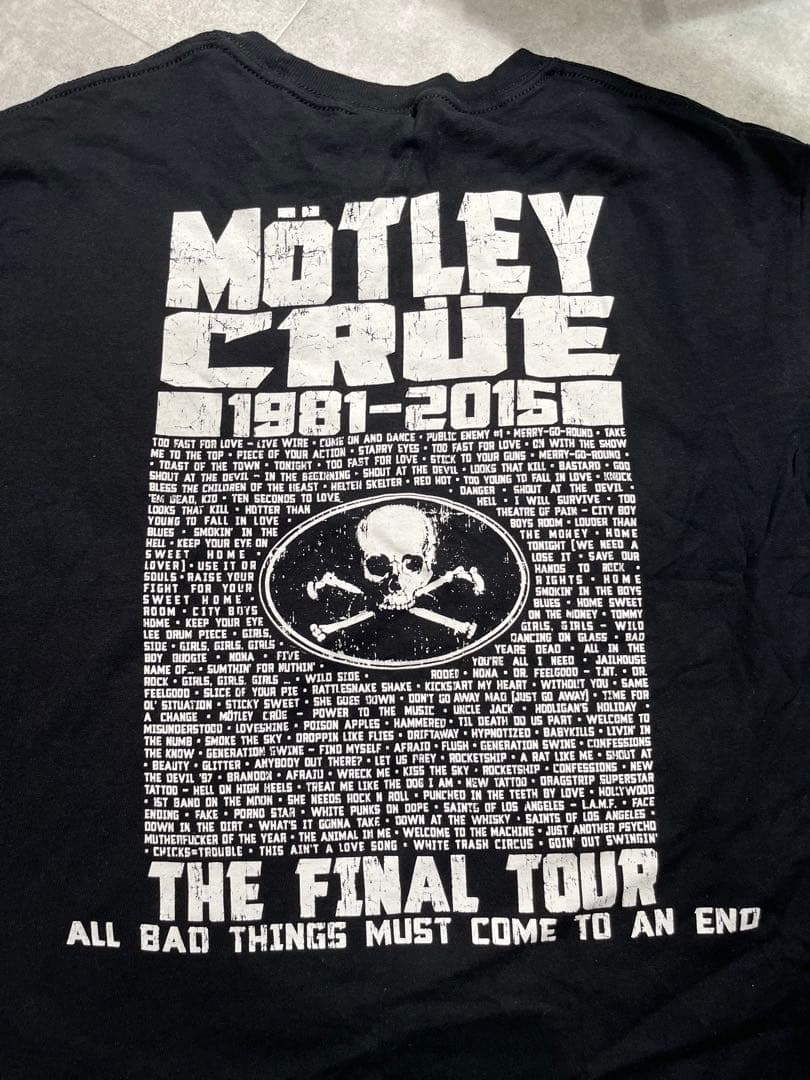 MÖTLEY
CRÜE
1981-2015
TOO FAST FOR LOVE - LIVE WIRE • COME ON AND DANCE • PUBLIC ENEMY #1 • MERRY-GO-ROUND • TAKE
ME TO THE TOP • PIECE OF YOUR ACTION • STARRY EYES • TOO FAST FOR LOVE • ON WITH THE SHOW
• TOAST OF THE TOWN • TONIGHT • TOO FAST FOR LOVE • STICK TO YOUR GUNS • MERRY-GO-ROUND •
SHOUT AT THE DEVIL - IN THE BEGINNING • SHOUT AT THE DEVIL • LOOKS THAT KILL • BASTARD • GOD
BLESS THE CHILDREN OF THE BEAST • HELTER SKELTER • RED HOT • TOO YOUNG TO FALL IN LOVE • KNOCK
'EM DEAD, KID • TEN SECONDS TO LOVE DANGER • SHOUT AT THE DEVIL •
LOOKS THAT KILL • HOTTER THAN HELL • I WILL SURVIVE • TOO
YOUNG TO FALL IN LOVE • THEATRE OF PAIN - CITY BOY
BLUES • SMOKIN' IN THE BOYS ROOM • LOUDER THAN
HELL • KEEP YOUR EYE ON THE MONEY • HOME
SWEET HOME • TONIGHT (WE NEED A
LOVER) • USE IT OR LOSE IT • SAVE OUR
SOULS • RAISE YOUR HANDS TO ROCK •
FIGHT FOR YOUR RIGHTS • HOME
SWEET HOME • SMOKIN' IN THE BOYS
ROOM • CITY BOYS BLUES • HOME SWEET
HOME • KEEP YOUR EYE ON THE MONEY • TOMMY
LEE DRUM PIECE • GIRLS, GIRLS, GIRLS - WILD
SIDE • GIRLS, GIRLS, GIRLS • DANCING ON GLASS • BAD
BOY BOOGIE • NONA • FIVE YEARS DEAD • ALL IN THE
NAME OF... • SUMTHIN' FOR NUTHIN' • YOU'RE ALL I NEED • JAILHOUSE
ROCK • GIRLS, GIRLS, GIRLS ... • WILD SIDE • RODEO • NONA • DR. FEELGOOD - T.N.T. • DR.
FEELGOOD • SLICE OF YOUR PIE • RATTLESNAKE SHAKE • KICKSTART MY HEART • WITHOUT YOU • SAME
OL' SITUATION • STICKY SWEET • SHE GOES DOWN • DON'T GO AWAY MAD (JUST GO AWAY) • TIME FOR
A CHANGE • MÖTLEY CRÜE - POWER TO THE MUSIC • UNCLE JACK • HOOLIGAN'S HOLIDAY •
MISUNDERSTOOD • LOVESHINE • POISON APPLES • HAMMERED • 'TIL DEATH DO US PART • WELCOME TO
THE NUMB • SMOKE THE SKY • DROPPIN LIKE FLIES • DRIFTAWAY • HYPNOTIZED • BABYKILLS • LIVIN' IN
THE KNOW • GENERATION SWINE - FIND MYSELF • AFRAID • FLUSH • GENERATION SWINE • CONFESSIONS
• BEAUTY • GLITTER • ANYBODY OUT THERE? • LET US PREY • ROCKETSHIP • A RAT LIKE ME • SHOUT AT
THE DEVIL '97 • BRANDON • AFRAID • WRECK ME • KISS THE SKY • ROCKETSHIP • CONFESSIONS • NEW
TATTOO - HELL ON HIGH HEELS • TREAT ME LIKE THE DOG I AM • NEW TATTOO • DRAGSTRIP SUPERSTAR
• 1ST BAND ON THE MOON • SHE NEEDS ROCK N ROLL • PUNCHED IN THE TEETH BY LOVE • HOLLYWOOD
ENDING • FAKE • PORNO STAR • WHITE PUNKS ON DOPE • SAINTS OF LOS ANGELES - L.A.M.F. • FACE
DOWN IN THE DIRT • WHAT'S IT GONNA TAKE • DOWN AT THE WHISKY • SAINTS OF LOS ANGELES •
MUTHERFUCKER OF THE YEAR • THE ANIMAL IN ME • WELCOME TO THE MACHINE • JUST ANOTHER PSYCHO
• CHICKS=TROUBLE • THIS AIN'T A LOVE SONG • WHITE TRASH CIRCUS • GOIN' OUT SWINGIN'
THE FINAL TOUR
ALL BAD THINGS MUST COME TO AN END